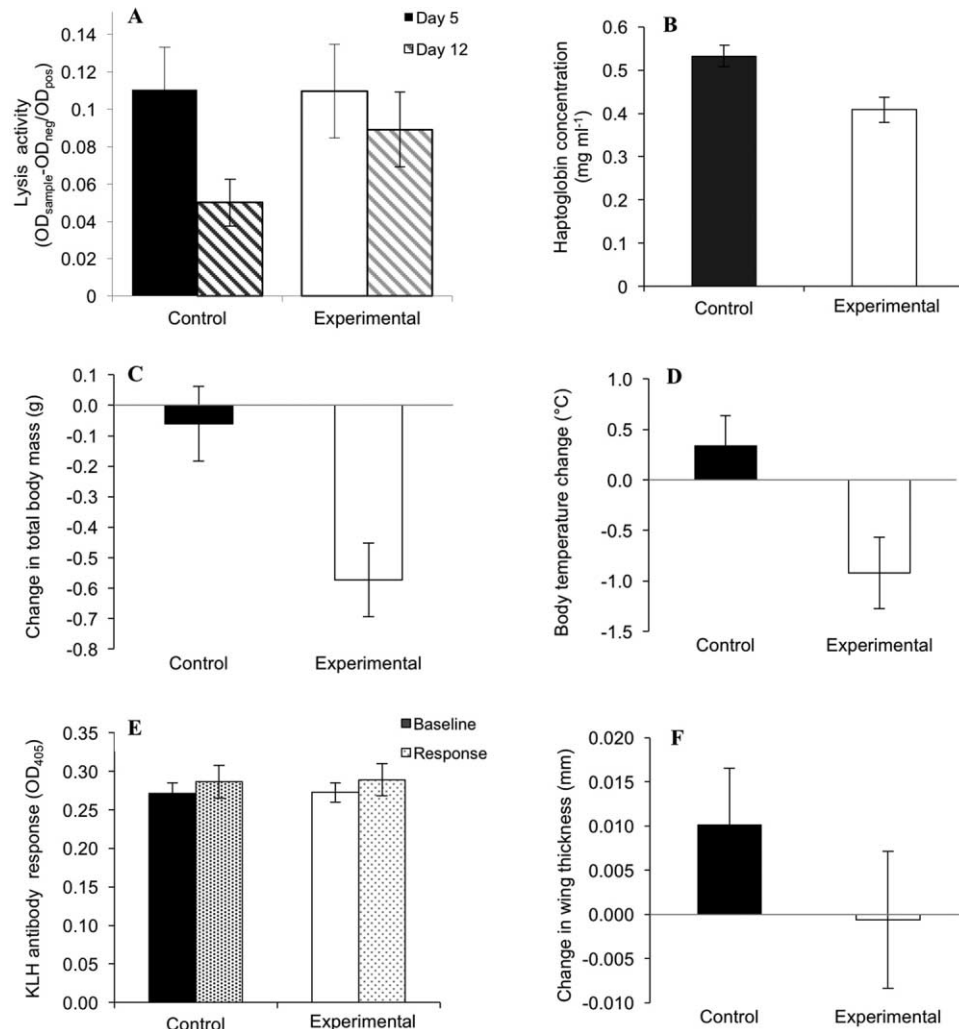 A
Day 5
Day 12
Lysis activity
(OD_sample-OD_neg/OD_pos)
0.14
0.12
0.1
0.08
0.06
0.04
0.02
0
Control
Experimental
B
Haptoglobin concentration
(mg ml⁻¹)
0.6
0.5
0.4
0.3
0.2
0.1
0
Control
Experimental
C
Change in total body mass (g)
0.1
0.0
-0.1
-0.2
-0.3
-0.4
-0.5
-0.6
-0.7
-0.8
Control
Experimental
D
Body temperature change (°C)
1.0
0.5
0.0
-0.5
-1.0
-1.5
Control
Experimental
E
Baseline
Response
KLH antibody response (OD₄₀₅)
0.35
0.30
0.25
0.20
0.15
0.10
0.05
0.00
Control
Experimental
F
Change in wing thickness (mm)
0.020
0.015
0.010
0.005
0.000
-0.005
-0.010
Control
Experimental